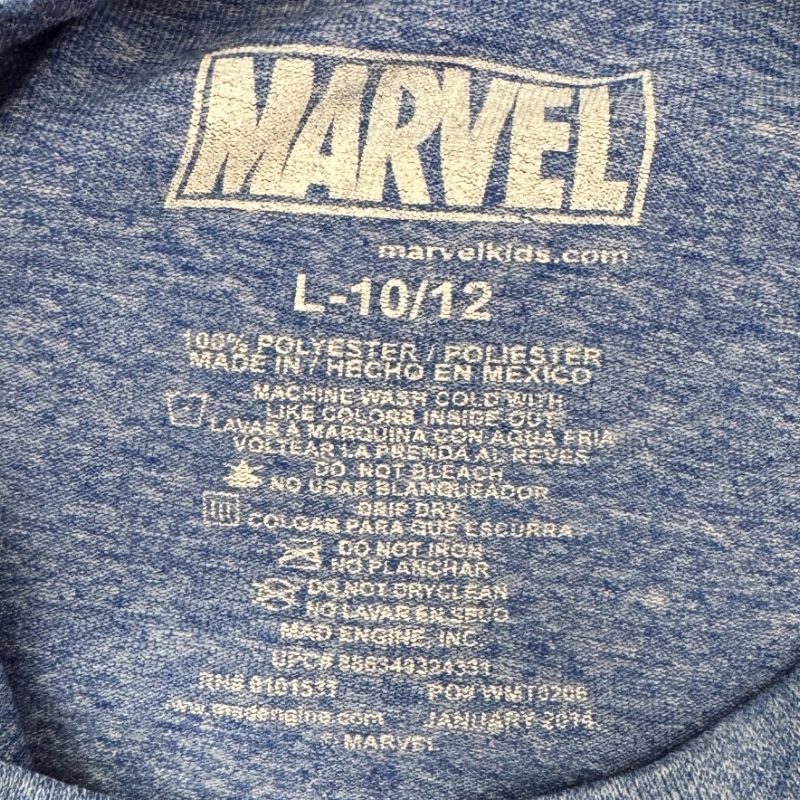 MARVEL
marvelkids.com
L-10/12
100% POLYESTER / POLIESTER
MADE IN / HECHO EN MEXICO
MACHINE WASH COLD WITH
LIKE COLORS INSIDE OUT
LAVAR A MARQUINA CON AQUA FRIA
VOLTEAR LA PRENDA AL REVES
DO NOT BLEACH
NO USAR BLANQUEADOR
DRIP DRY
COLGAR PARA QUE ESCURRA
DO NOT IRON
NO PLANCHAR
DO NOT DRYCLEAN
NO LAVAR EN SECO
MAD ENGINE, INC.
UPC# 886349324331
RN# 0101531 PO# WMT0206
www.madengine.com JANUARY 2014
© MARVEL